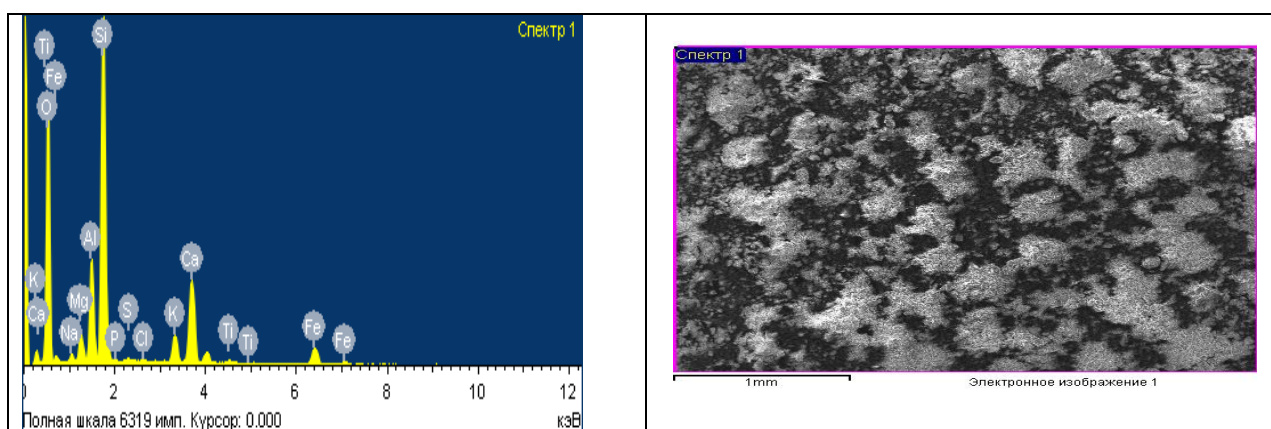 Спектр 1
Ti
Fe
O
Si
Al
K
Ca
Mg
Na
P
S
Cl
K
Ca
Ti
Ti
Fe
Fe
0 2 4 6 8 10 12
Полная шкала 6319 имп. Курсор: 0.000 кэВ
Спектр 1
1mm Электронное изображение 1